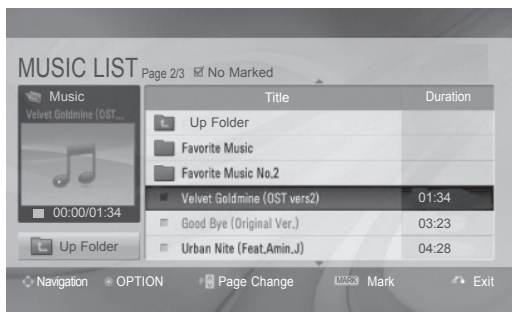 MUSIC LIST Page 2/3 No Marked
Music
Velvet Goldmine (OST...
00:00/01:34
Up Folder
Title Duration
Up Folder
Favorite Music
Favorite Music No.2
Velvet Goldmine (OST vers2) 01:34
Good Bye (Original Ver.) 03:23
Urban Nite (Feat.Amin.J) 04:28
Navigation OPTION Page Change MARK Mark Exit